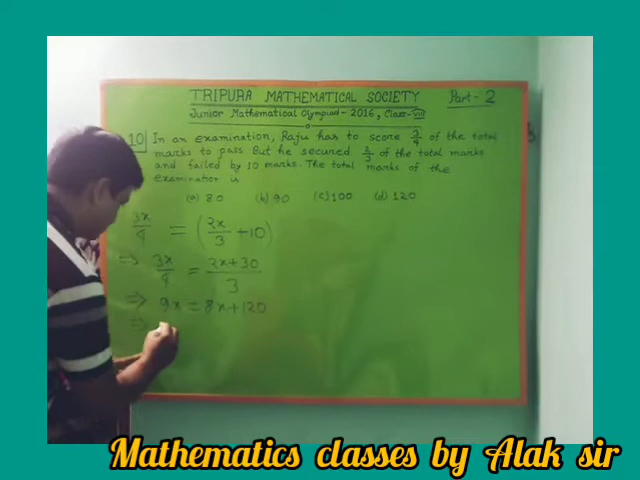 TRIPURA MATHEMATICAL SOCIETY Part-2
Junior Mathematical Olympiad-2016, Class-VIII
10 In an examination, Raju has to score 3/4 of the total
marks to pass. But he secured 2/3 of the total marks
and failed by 10 marks. The total marks of the
examination is
(a) 80 (b) 90 (c) 100 (d) 120
3x/4 = (2x/3 + 10)
⇒ 3x/4 = 2x+30/3
⇒ 9x = 8x+120
⇒
Mathematics classes by Alak sir